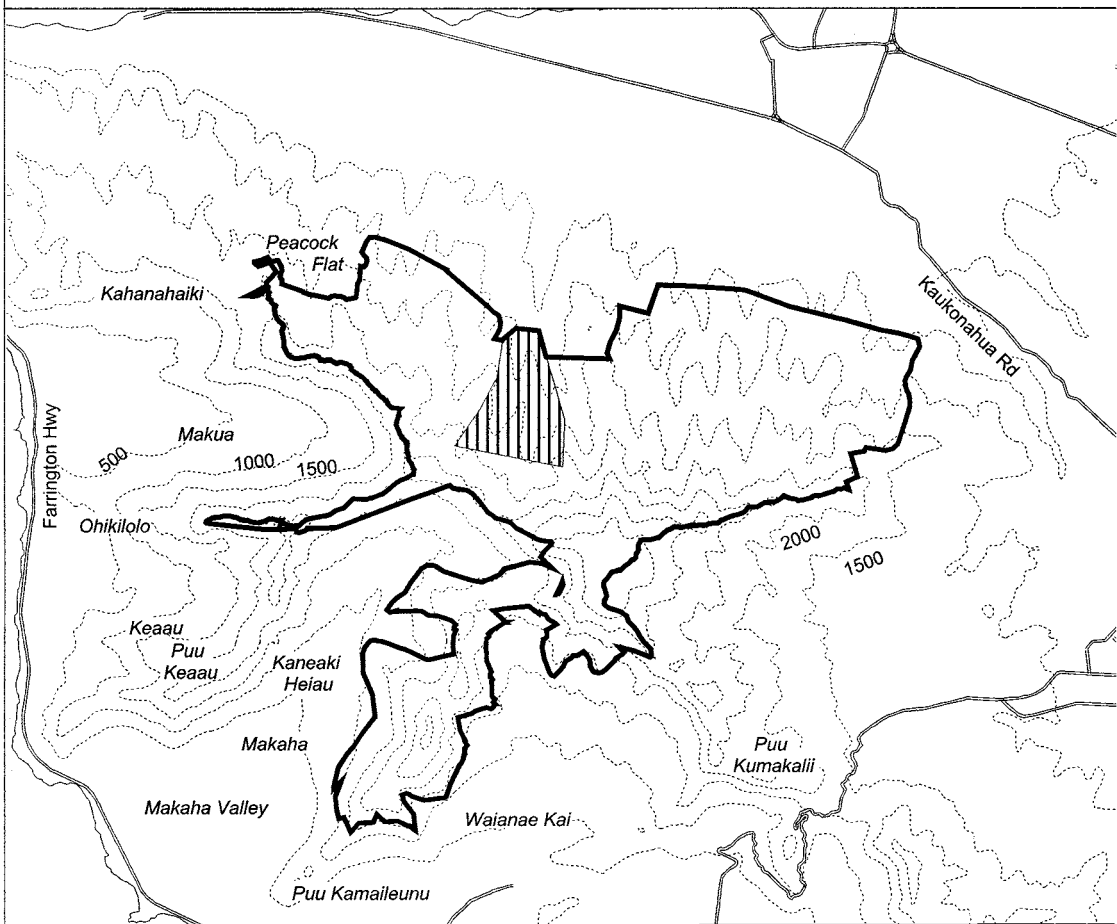 Peacock
Flat
Kahanahaiki
Kaukonahua Rd
Farrington Hwy
Makua
500
1000
1500
Ohikilolo
2000
1500
Keaau
Puu
Keaau
Kaneaki
Heiau
Makaha
Puu
Kumakalii
Makaha Valley
Waianae Kai
Puu Kamaileunu